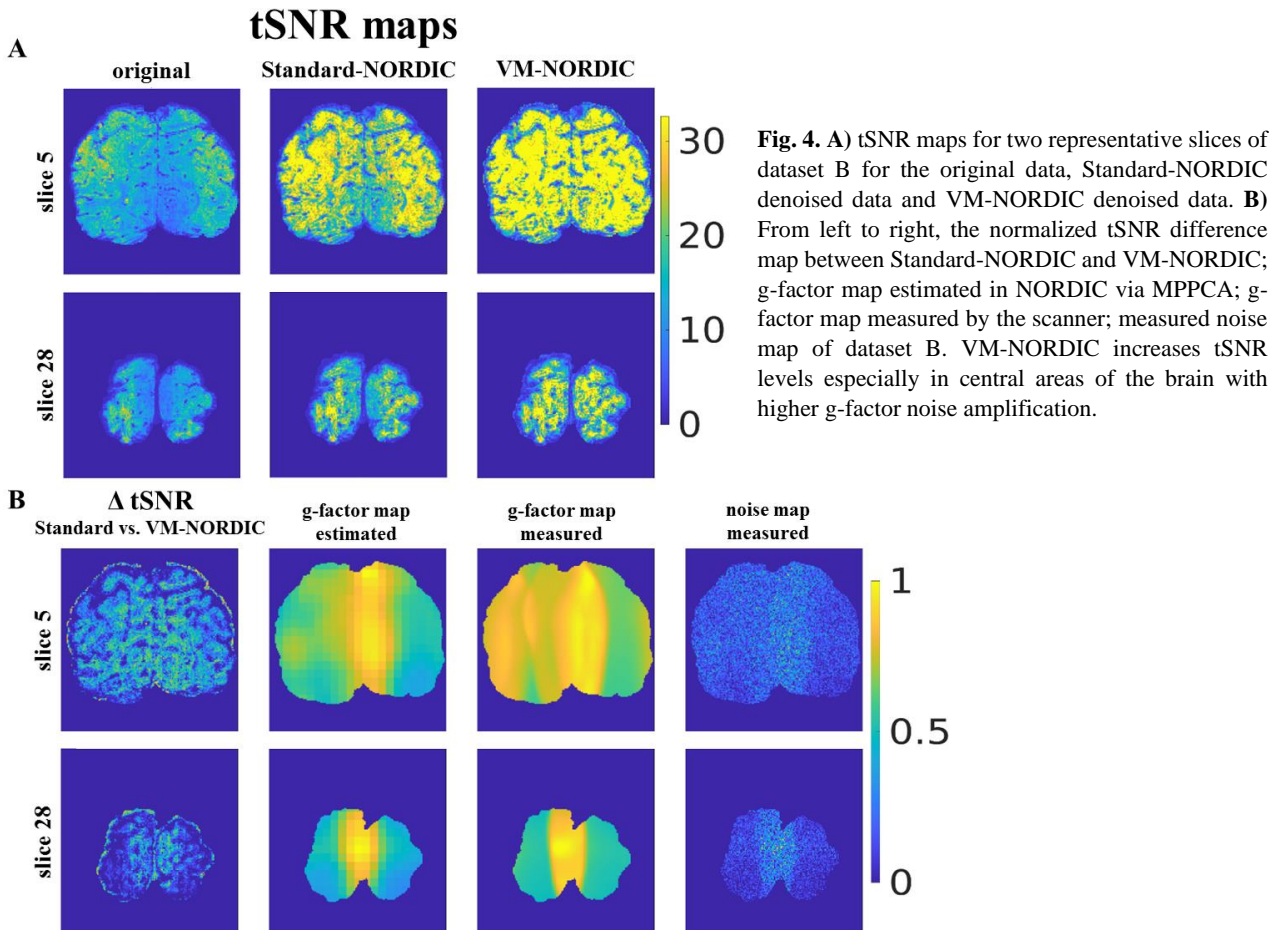 tSNR maps
A
original
Standard-NORDIC
VM-NORDIC
slice 5
slice 28
30
20
10
0
Fig. 4. A) tSNR maps for two representative slices of
dataset B for the original data, Standard-NORDIC
denoised data and VM-NORDIC denoised data. B)
From left to right, the normalized tSNR difference
map between Standard-NORDIC and VM-NORDIC;
g-factor map estimated in NORDIC via MPPCA; g-
factor map measured by the scanner; measured noise
map of dataset B. VM-NORDIC increases tSNR
levels especially in central areas of the brain with
higher g-factor noise amplification.
B
Δ tSNR
Standard vs. VM-NORDIC
g-factor map
estimated
g-factor map
measured
noise map
measured
slice 5
slice 28
1
0.5
0